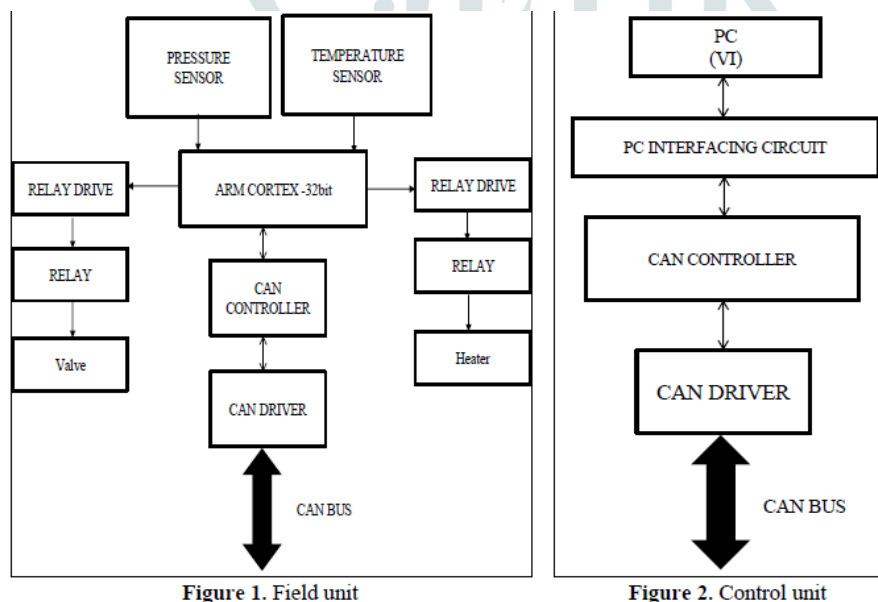 PRESSURE
SENSOR
TEMPERATURE
SENSOR
RELAY DRIVE
ARM CORTEX -32bit
RELAY DRIVE
RELAY
CAN
CONTROLLER
RELAY
Valve
CAN DRIVER
Heater
CAN BUS
Figure 1. Field unit
PC
(VI)
PC INTERFACING CIRCUIT
CAN CONTROLLER
CAN DRIVER
CAN BUS
Figure 2. Control unit